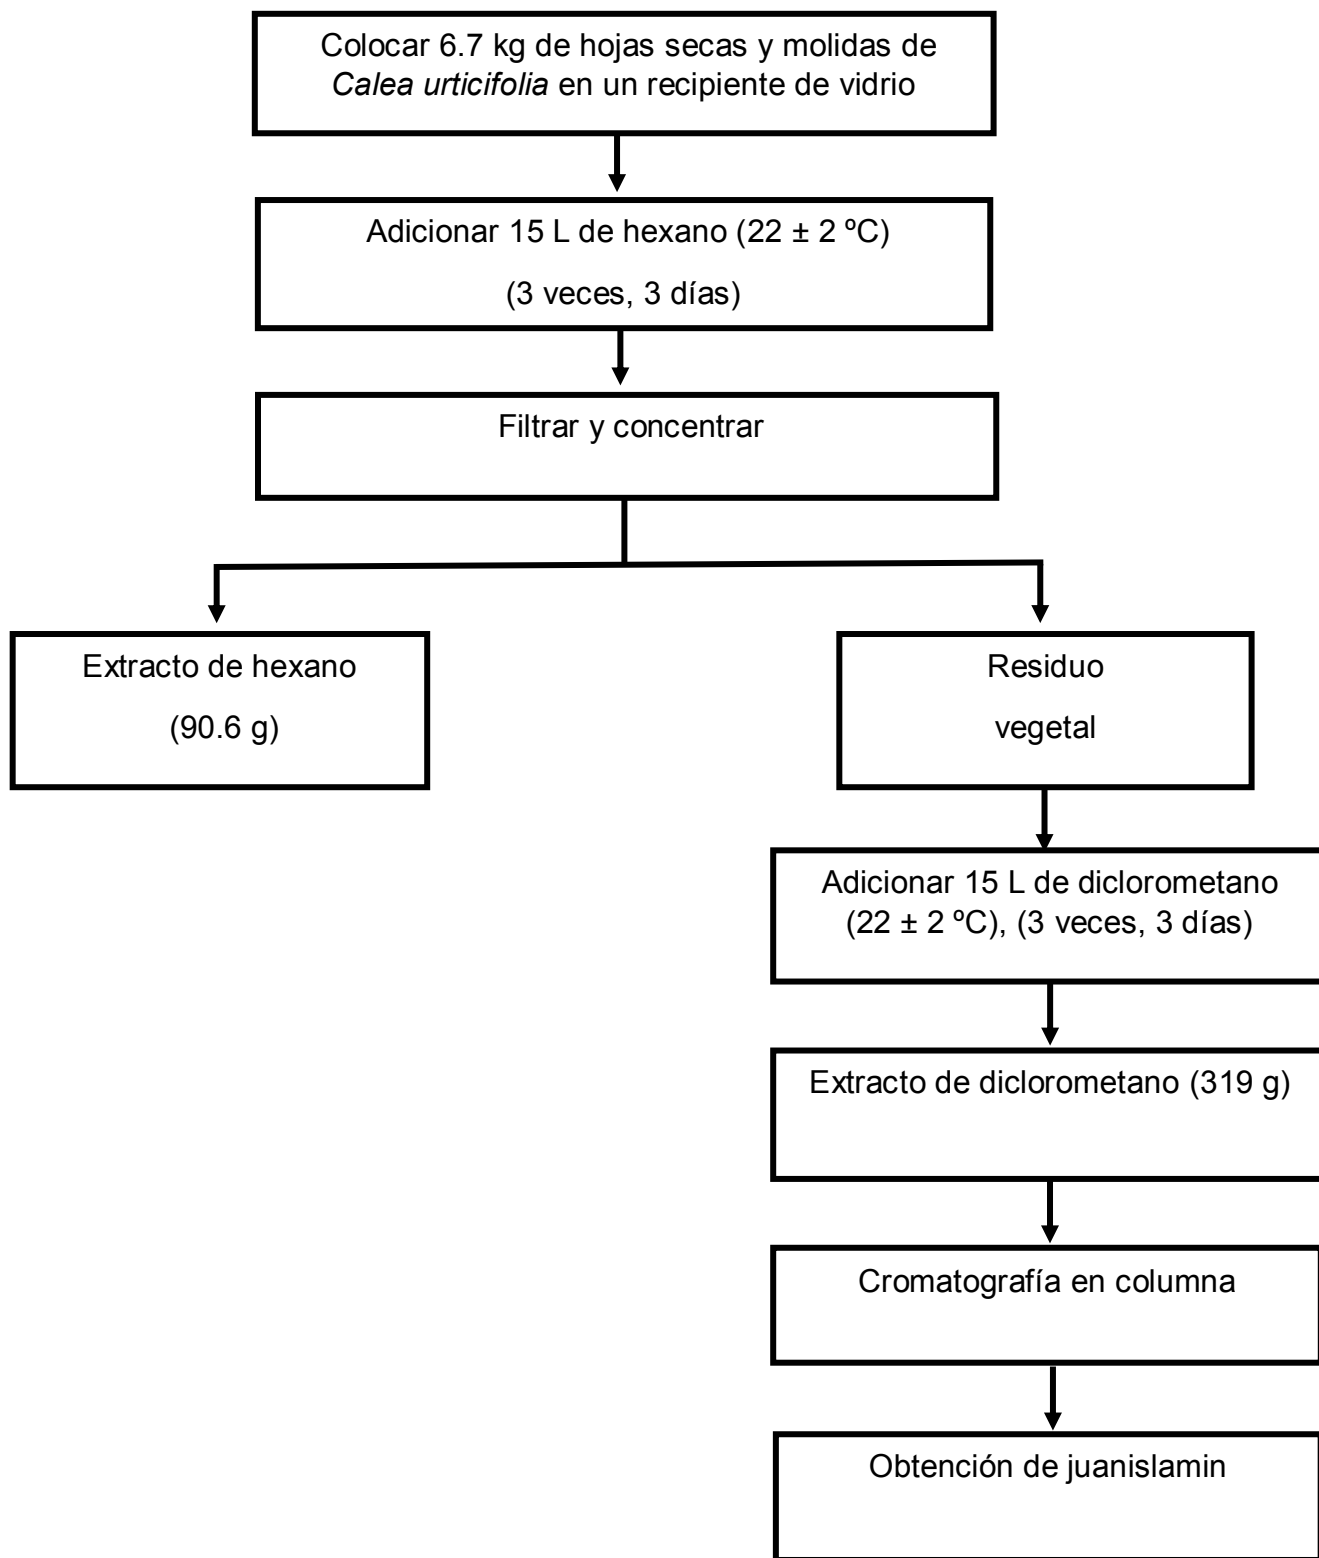 Colocar 6.7 kg de hojas secas y molidas de
Calea urticifolia en un recipiente de vidrio
Adicionar 15 L de hexano (22 ± 2 ºC)
(3 veces, 3 días)
Filtrar y concentrar
Extracto de hexano
(90.6 g)
Residuo
vegetal
Adicionar 15 L de diclorometano
(22 ± 2 ºC), (3 veces, 3 días)
Extracto de diclorometano (319 g)
Cromatografía en columna
Obtención de juanislamin